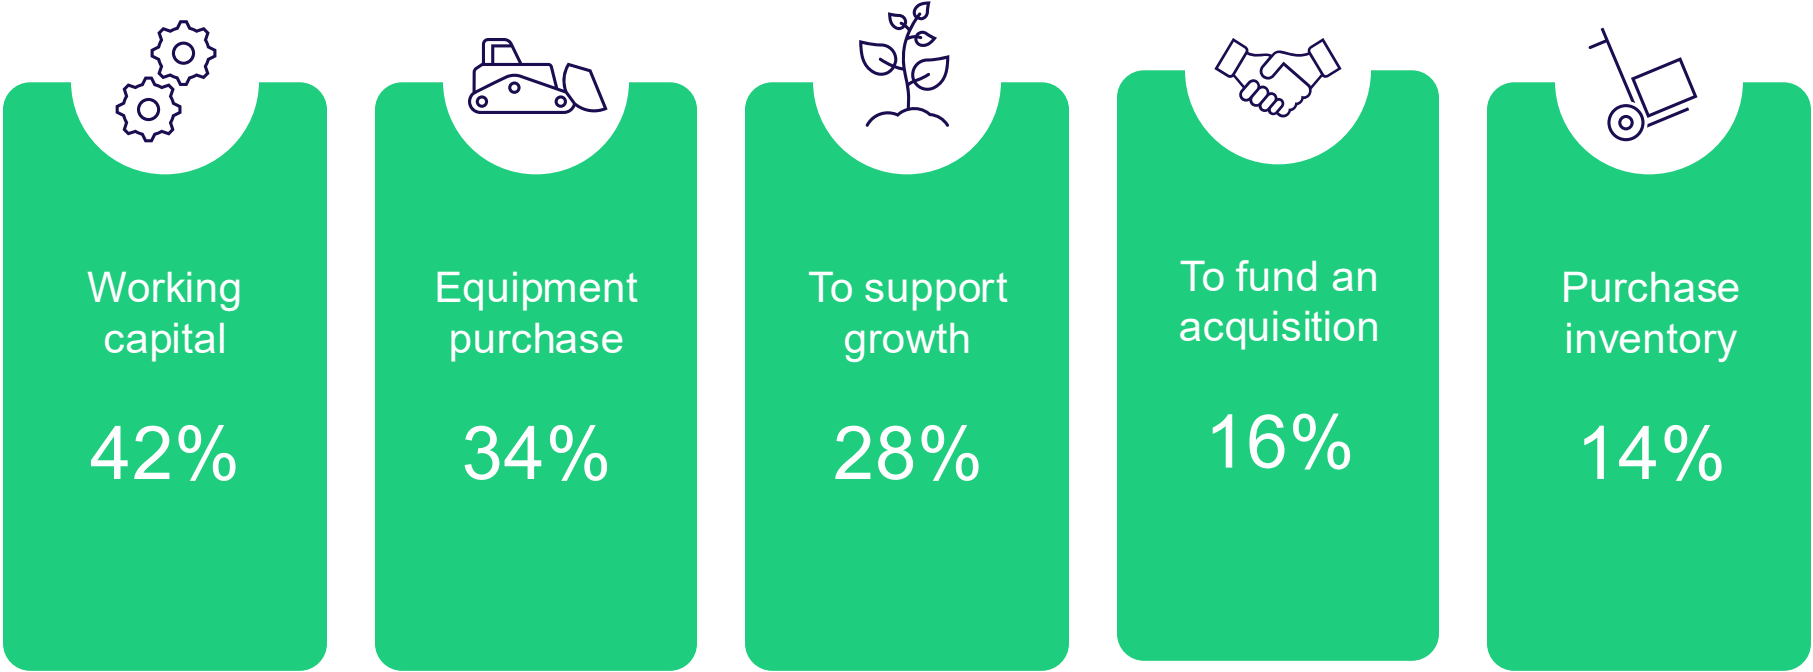 Working
capital
42%
Equipment
purchase
34%
To support
growth
28%
To fund an
acquisition
16%
Purchase
inventory
14%